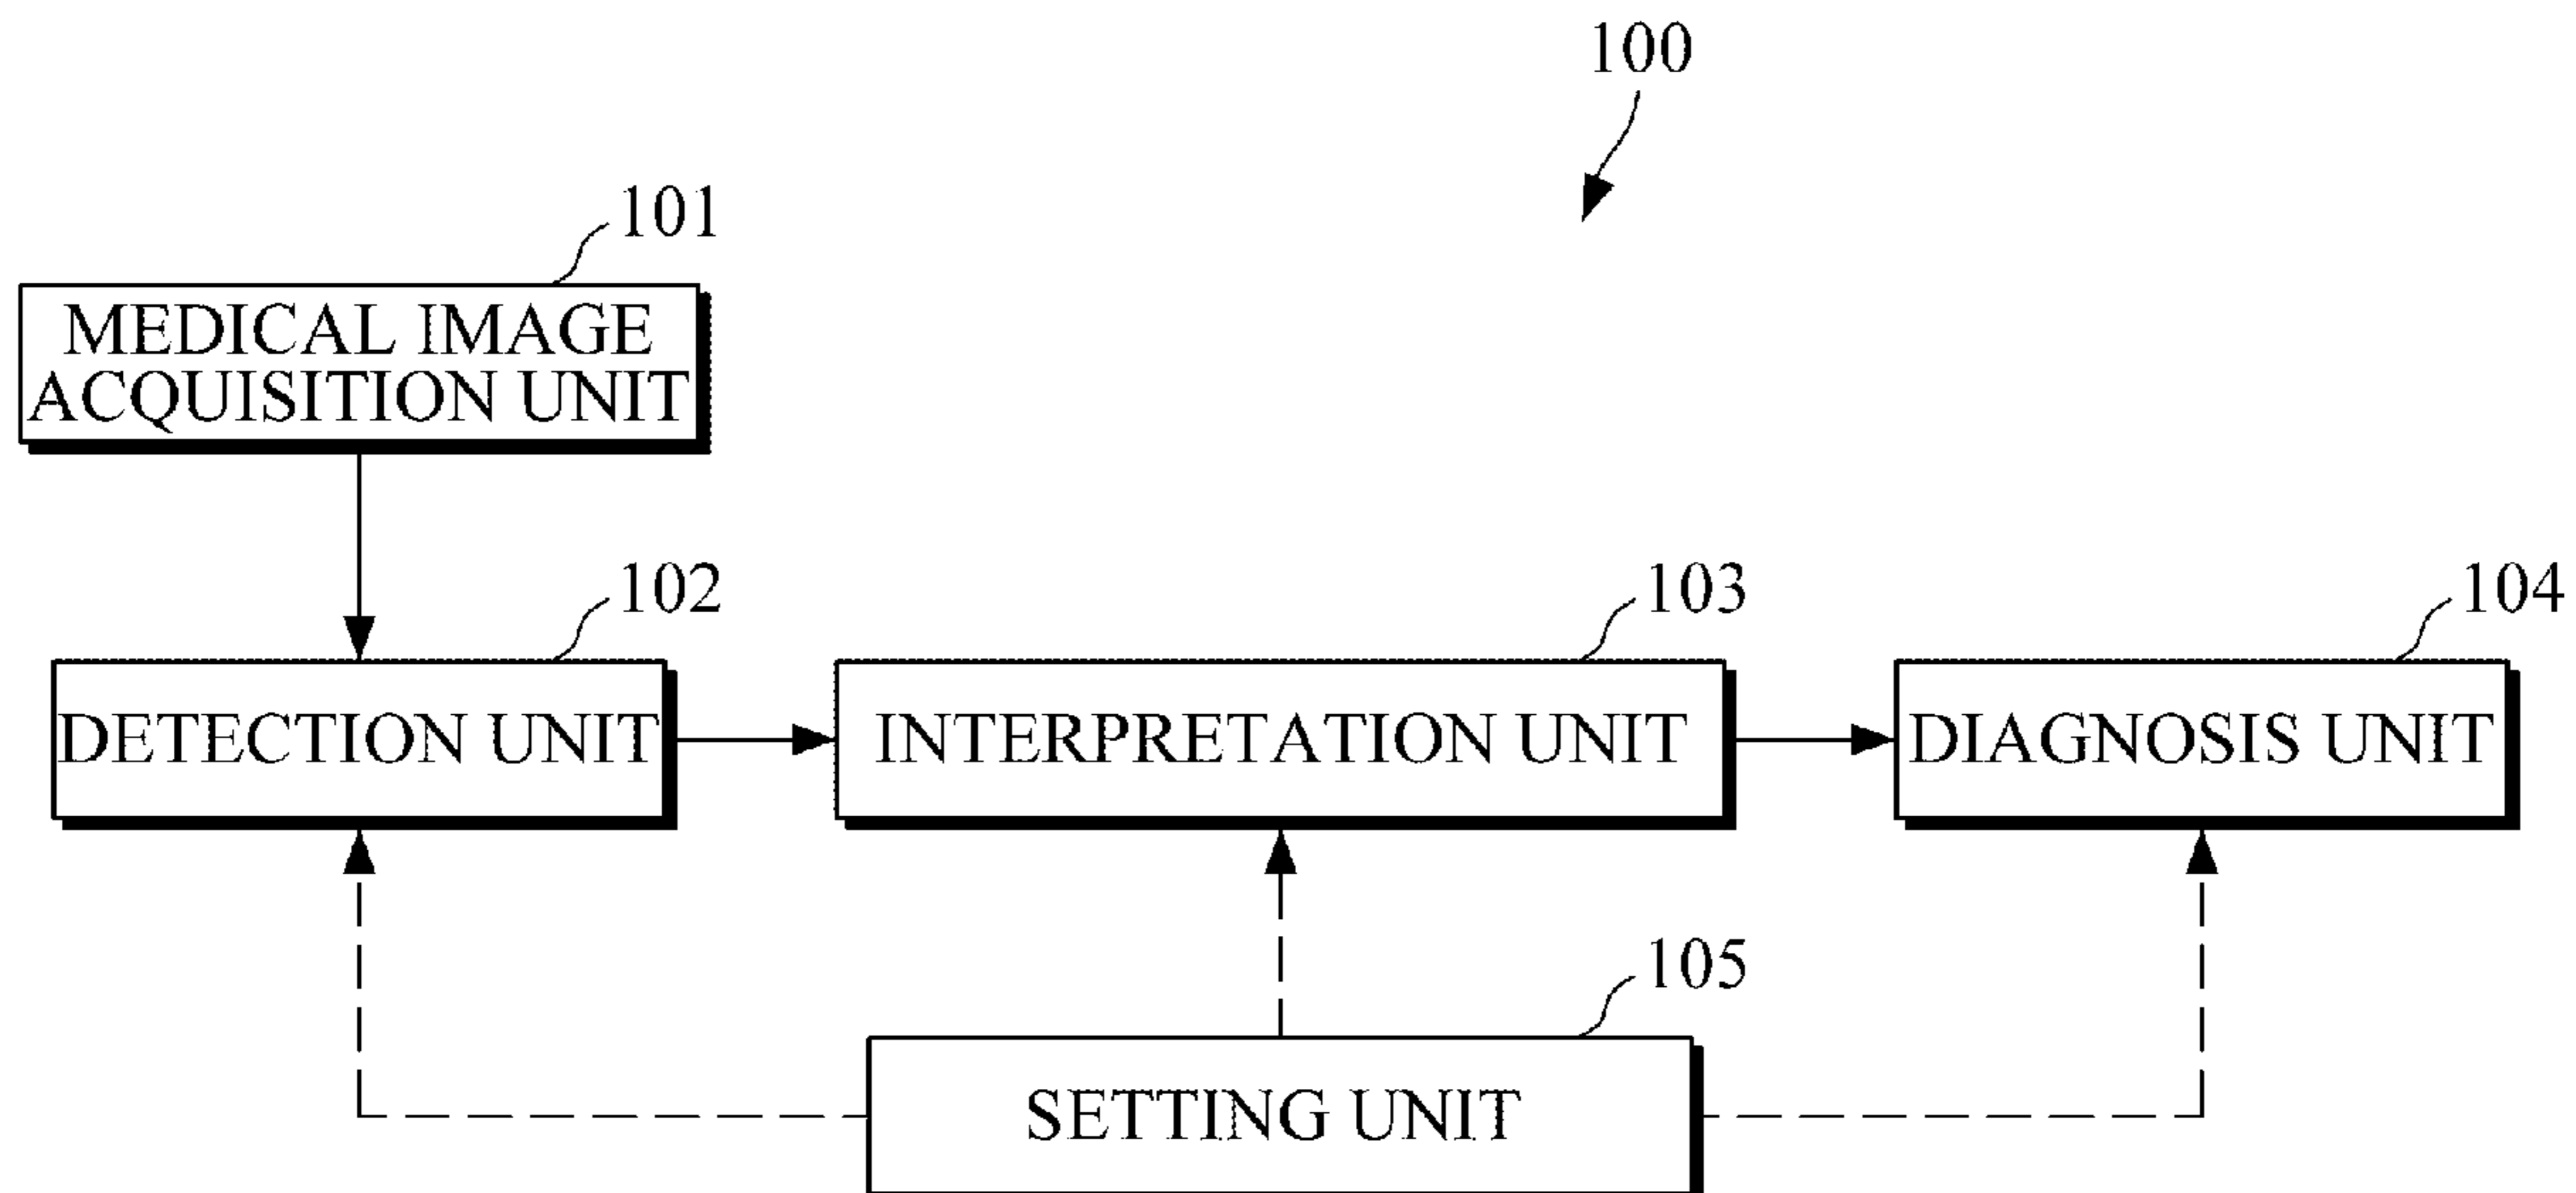 100
101
MEDICAL IMAGE
ACQUISITION UNIT
102
103
104
DETECTION UNIT
INTERPRETATION UNIT
DIAGNOSIS UNIT
105
SETTING UNIT